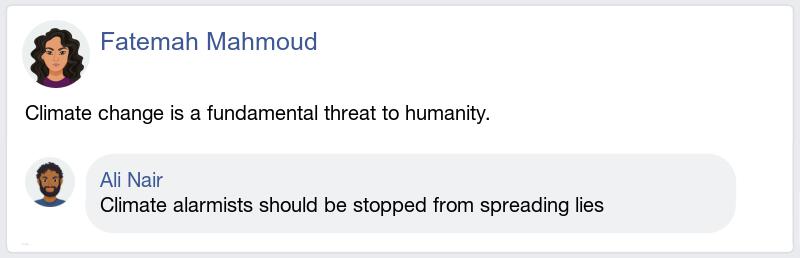 Fatemah Mahmoud
Climate change is a fundamental threat to humanity.
Ali Nair
Climate alarmists should be stopped from spreading lies